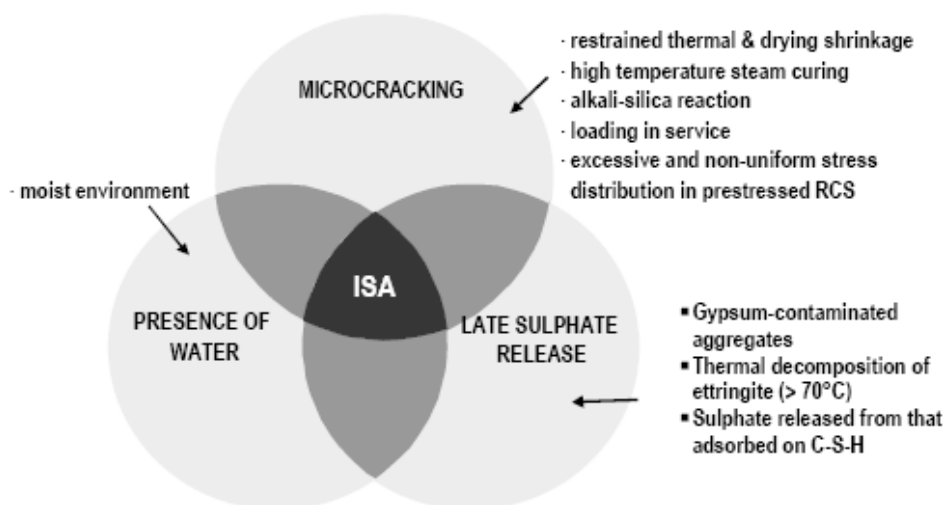 MICROCRACKING
· restrained thermal & drying shrinkage
· high temperature steam curing
· alkali-silica reaction
· loading in service
· excessive and non-uniform stress
distribution in prestressed RCS
· moist environment
ISA
PRESENCE OF
WATER
LATE SULPHATE
RELEASE
▪ Gypsum-contaminated
aggregates
▪ Thermal decomposition of
ettringite (> 70°C)
▪ Sulphate released from that
adsorbed on C-S-H